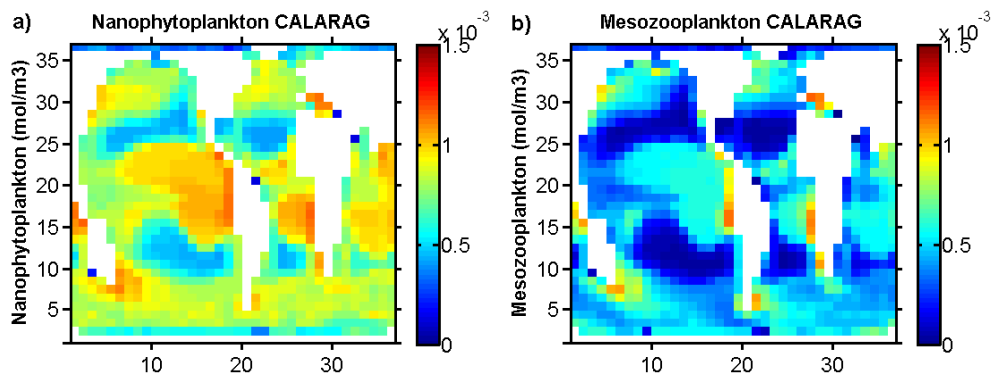 a) Nanophytoplankton CALARAG
x 10-3
Nanophytoplankton (mol/m3)
35
30
25
20
15
10
5
10 20 30
1.5
1
0.5
0
b) Mesozooplankton CALARAG
x 10-3
Mesozooplankton (mol/m3)
35
30
25
20
15
10
5
10 20 30
1.5
1
0.5
0